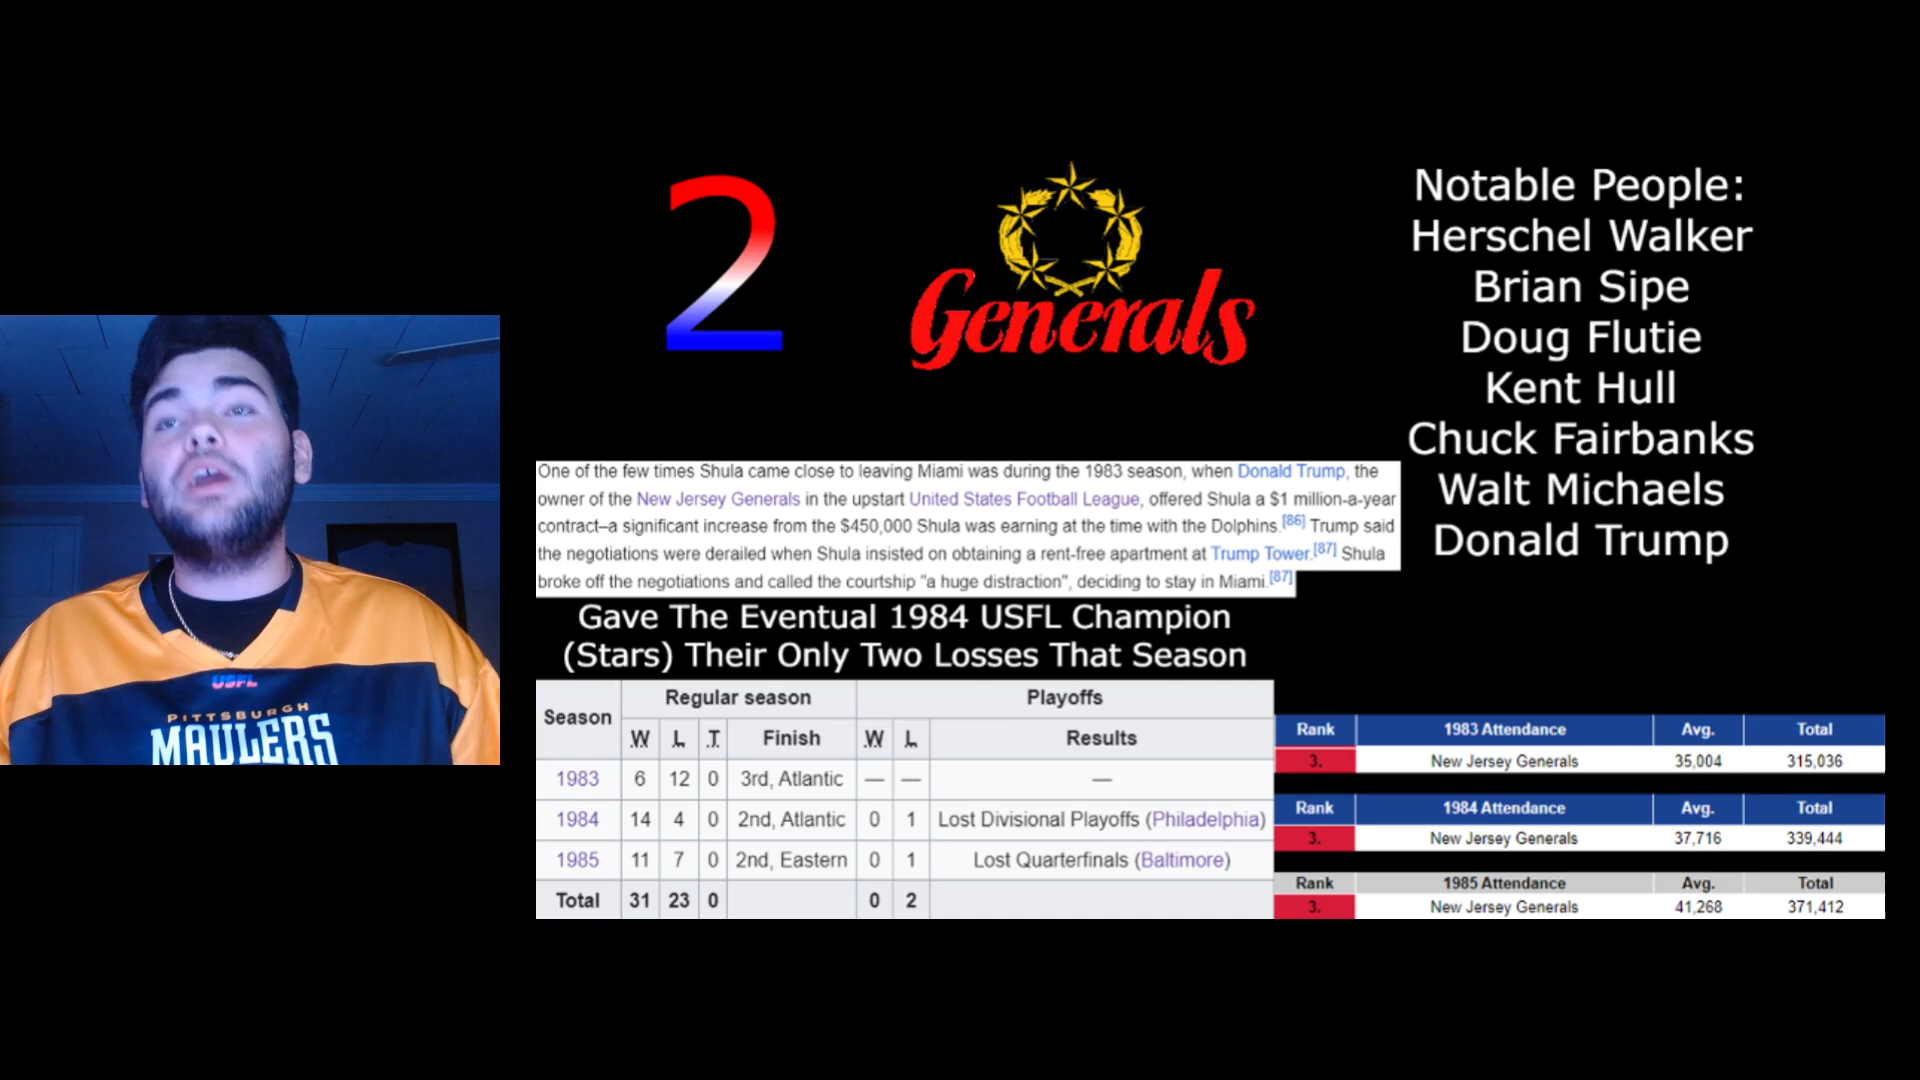 2
Generals
Notable People:
Herschel Walker
Brian Sipe
Doug Flutie
Kent Hull
Chuck Fairbanks
Walt Michaels
Donald Trump
One of the few times Shula came close to leaving Miami was during the 1983 season, when Donald Trump, the
owner of the New Jersey Generals in the upstart United States Football League, offered Shula a $1 million-a-year
contract–a significant increase from the $450,000 Shula was earning at the time with the Dolphins.[86] Trump said
the negotiations were derailed when Shula insisted on obtaining a rent-free apartment at Trump Tower.[87] Shula
broke off the negotiations and called the courtship "a huge distraction", deciding to stay in Miami.[87]
Gave The Eventual 1984 USFL Champion
(Stars) Their Only Two Losses That Season
Season Regular season Playoffs
W L T Finish W L Results
1983 6 12 0 3rd, Atlantic — — —
1984 14 4 0 2nd, Atlantic 0 1 Lost Divisional Playoffs (Philadelphia)
1985 11 7 0 2nd, Eastern 0 1 Lost Quarterfinals (Baltimore)
Total 31 23 0 0 2
Rank 1983 Attendance Avg. Total
3. New Jersey Generals 35,004 315,036
Rank 1984 Attendance Avg. Total
3. New Jersey Generals 37,716 339,444
Rank 1985 Attendance Avg. Total
3. New Jersey Generals 41,268 371,412
USFL
PITTSBURGH
MAULERS